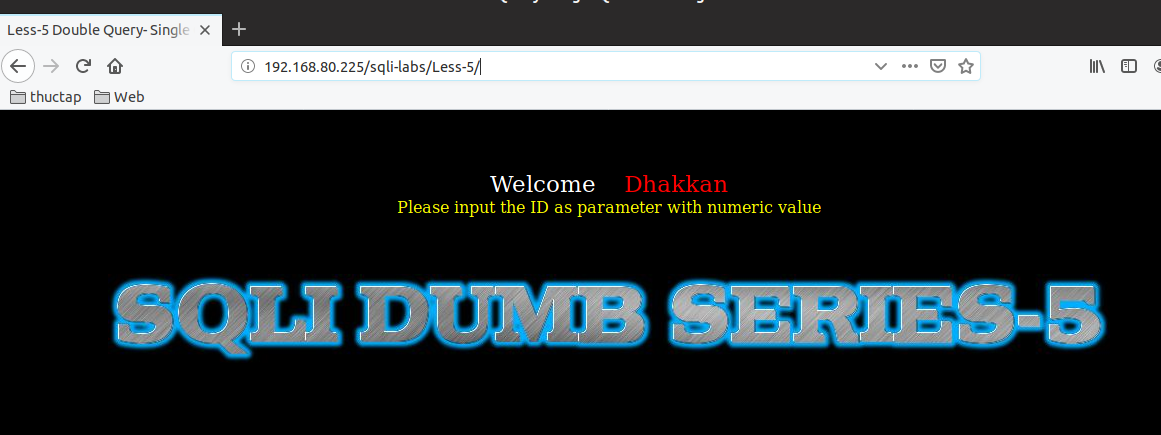 Less-5 Double Query- Single
192.168.80.225/sqli-labs/Less-5/
thuctap Web
Welcome Dhakkan
Please input the ID as parameter with numeric value
SQLI DUMB SERIES-5